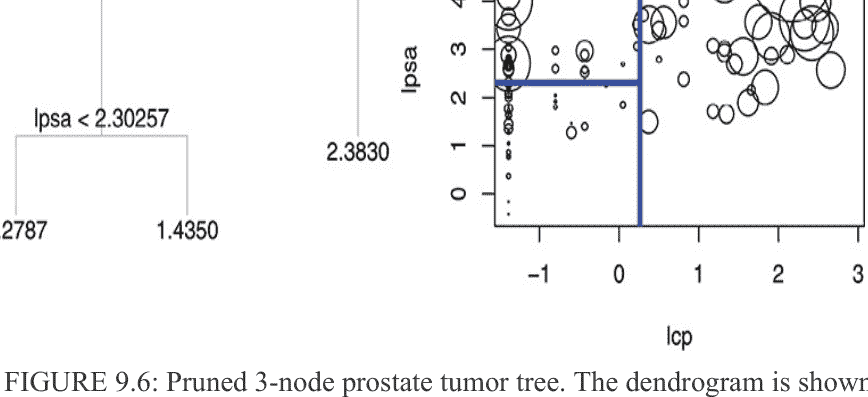 lpsa < 2.30257
2.3830
.2787
1.4350
lpsa
4
3
2
1
0
−1 0 1 2 3
lcp
FIGURE 9.6: Pruned 3-node prostate tumor tree. The dendrogram is shown